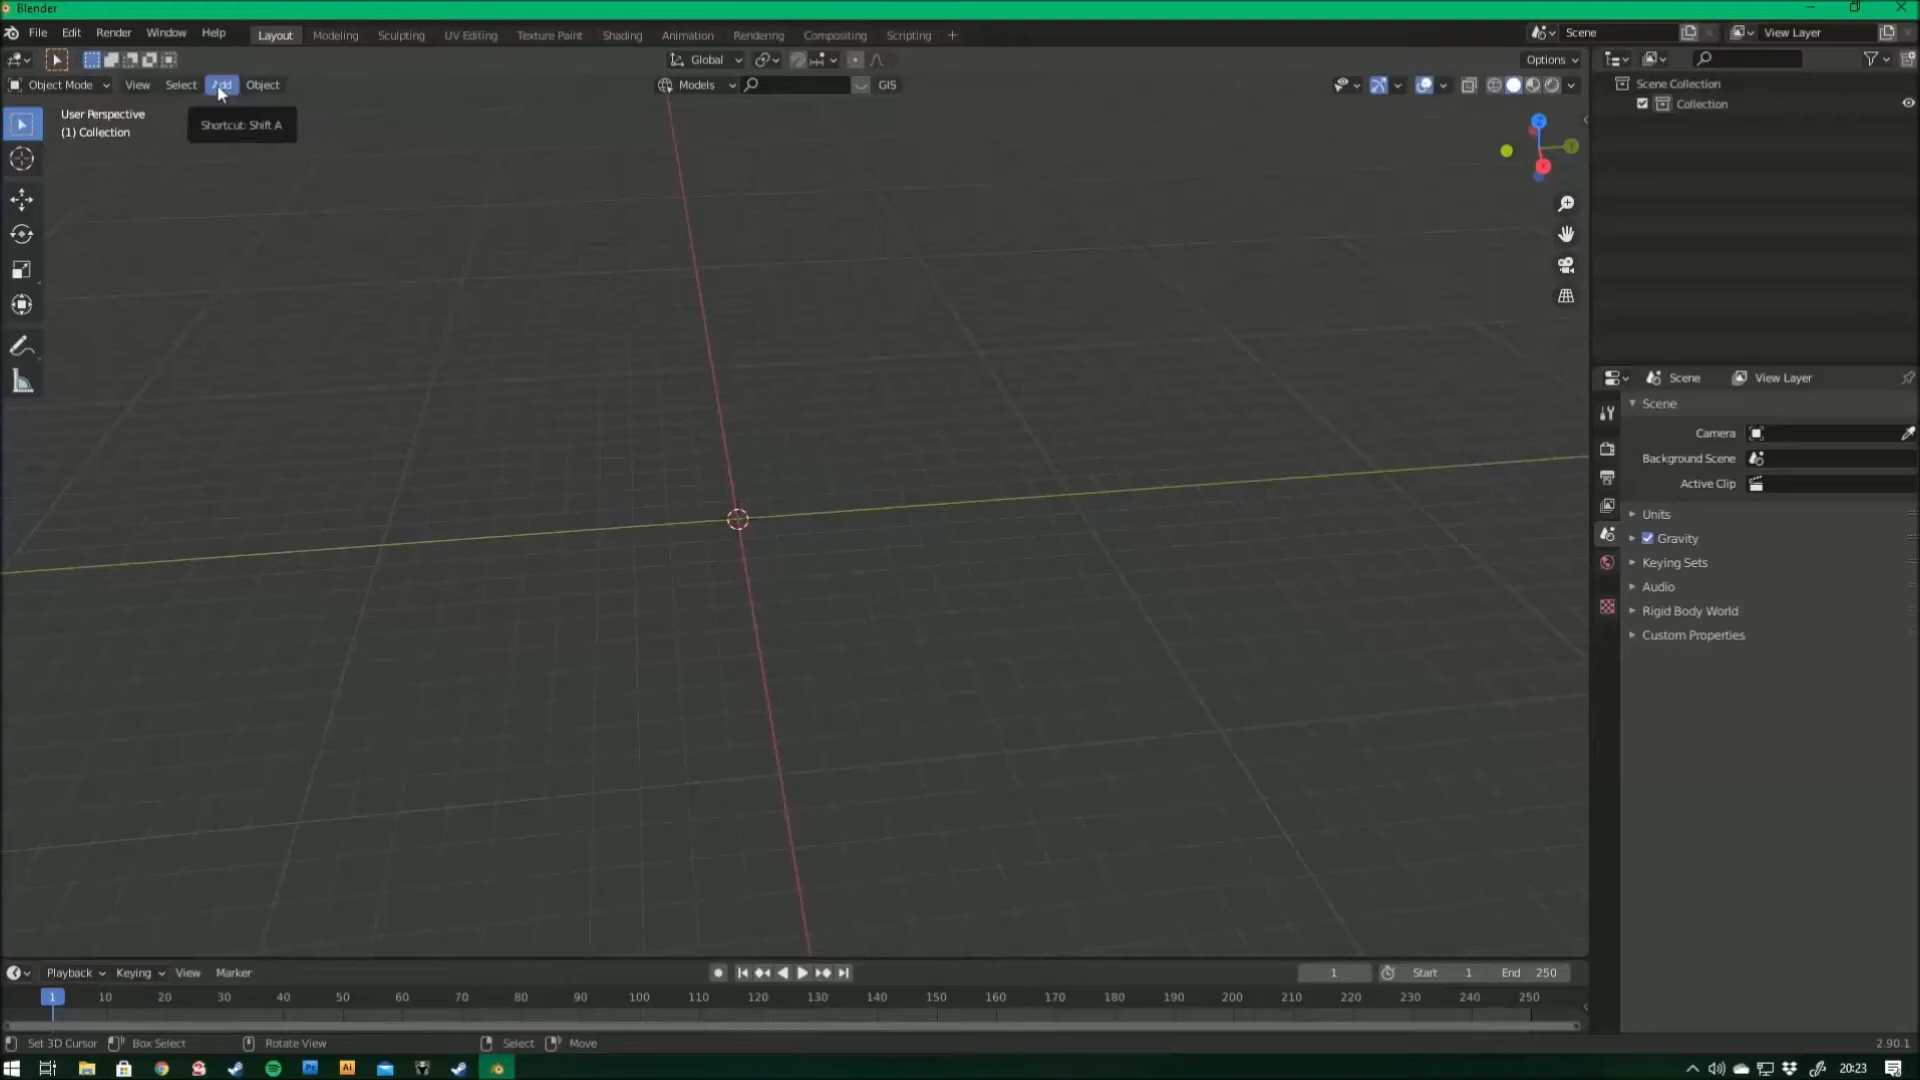 Blender
File Edit Render Window Help
Layout Modeling Sculpting UV Editing Texture Paint Shading Animation Rendering Compositing Scripting +
Scene
View Layer
Global
Options
Object Mode View Select Add Object
Models
GIS
Shortcut: Shift A
User Perspective
(1) Collection
Z
Y
X
Scene Collection
Collection
Scene View Layer
Scene
Camera
Background Scene
Active Clip
Units
Gravity
Keying Sets
Audio
Rigid Body World
Custom Properties
Playback Keying View Marker
1 Start 1 End 250
1 10 20 30 40 50 60 70 80 90 100 110 120 130 140 150 160 170 180 190 200 210 220 230 240 250
Set 3D Cursor Box Select Rotate View Select Move
2.90.1
Ps Ai
20:23